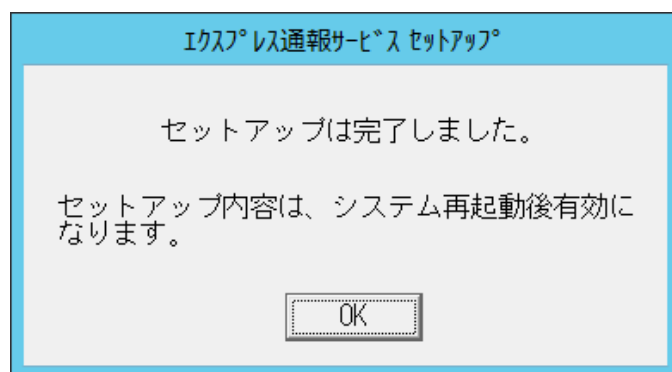 ｴｸｽﾌﾟﾚｽ通報ｻｰﾋﾞｽ ｾｯﾄｱｯﾌﾟ
セットアップは完了しました。
セットアップ内容は、システム再起動後有効に
なります。
OK